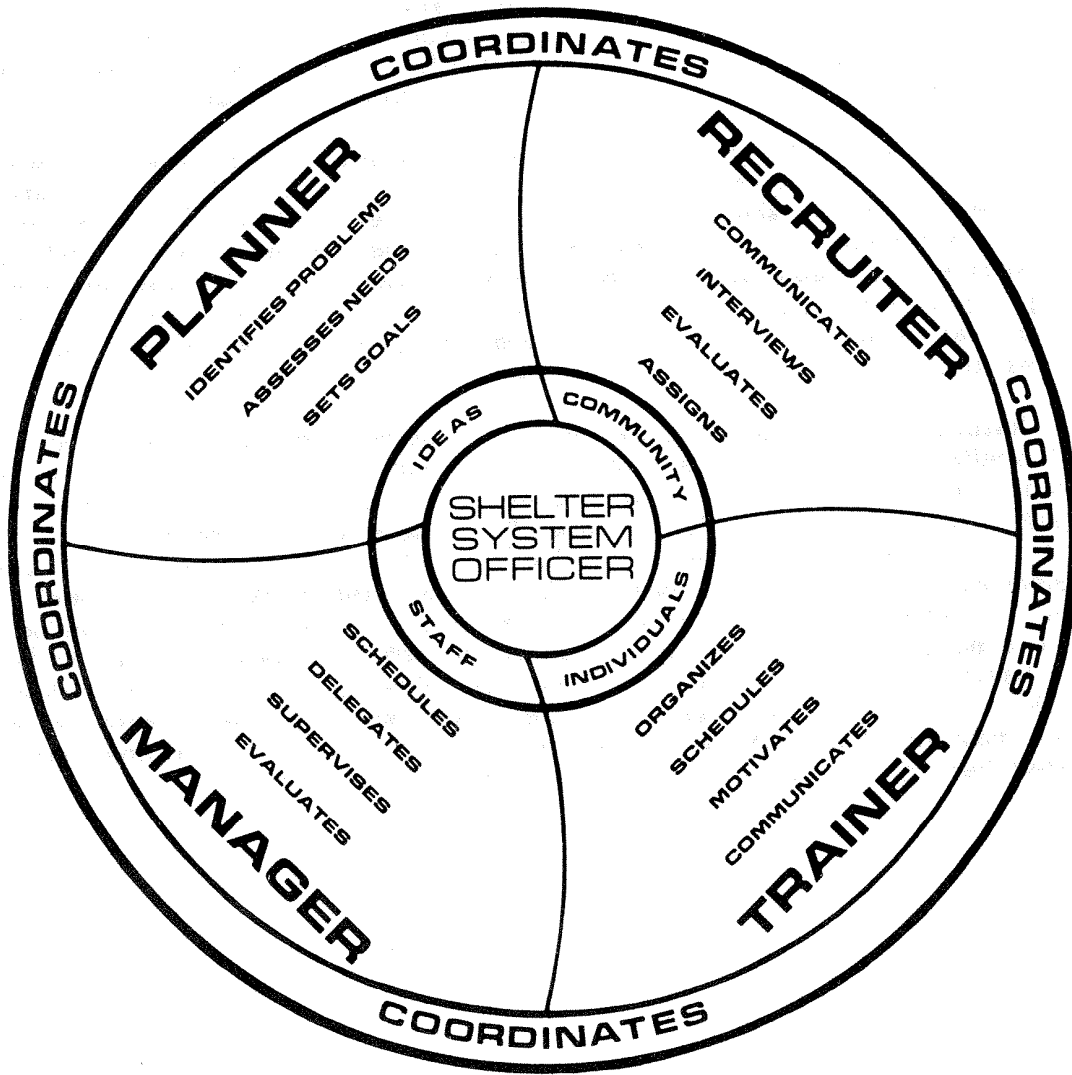 COORDINATES
PLANNER
IDENTIFIES PROBLEMS
ASSESSES NEEDS
SETS GOALS
RECRUITER
COMMUNICATES
INTERVIEWS
EVALUATES
ASSIGNS
COORDINATES
COORDINATES
IDEAS
COMMUNITY
SHELTER
SYSTEM
OFFICER
STAFF
INDIVIDUALS
SCHEDULES
DELEGATES
SUPERVISES
EVALUATES
MANAGER
ORGANIZES
SCHEDULES
MOTIVATES
COMMUNICATES
TRAINER
COORDINATES